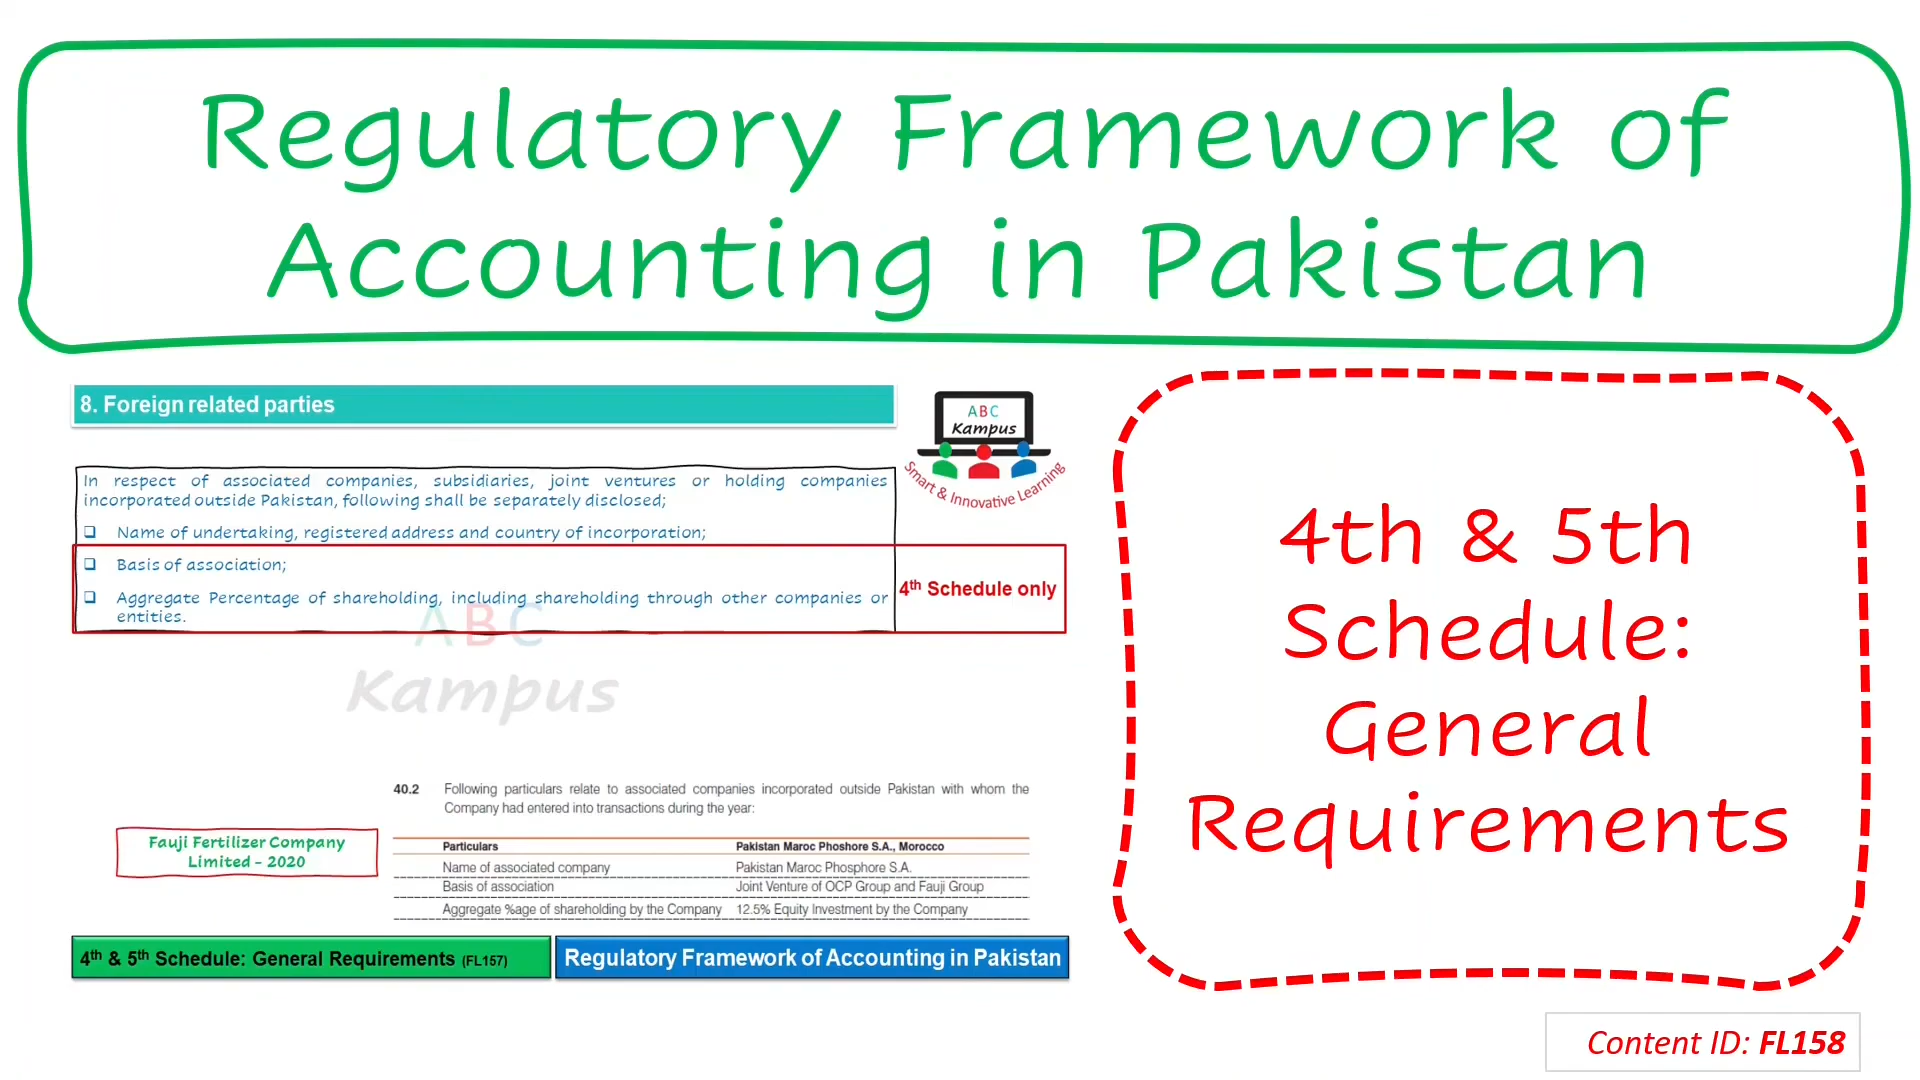 Regulatory Framework of
Accounting in Pakistan
8. Foreign related parties
ABC
Kampus
Smart & Innovative Learning
In respect of associated companies, subsidiaries, joint ventures or holding companies
incorporated outside Pakistan, following shall be separately disclosed;
❑ Name of undertaking, registered address and country of incorporation;
❑ Basis of association;
❑ Aggregate Percentage of shareholding, including shareholding through other companies or
entities.
4th Schedule only
ABC
Kampus
40.2 Following particulars relate to associated companies incorporated outside Pakistan with whom the
Company had entered into transactions during the year:
Fauji Fertilizer Company
Limited - 2020
Particulars Pakistan Maroc Phoshore S.A., Morocco
Name of associated company Pakistan Maroc Phosphore S.A.
Basis of association Joint Venture of OCP Group and Fauji Group
Aggregate %age of shareholding by the Company 12.5% Equity Investment by the Company
4th & 5th Schedule: General Requirements (FL157)
Regulatory Framework of Accounting in Pakistan
4th & 5th
Schedule:
General
Requirements
Content ID: FL158